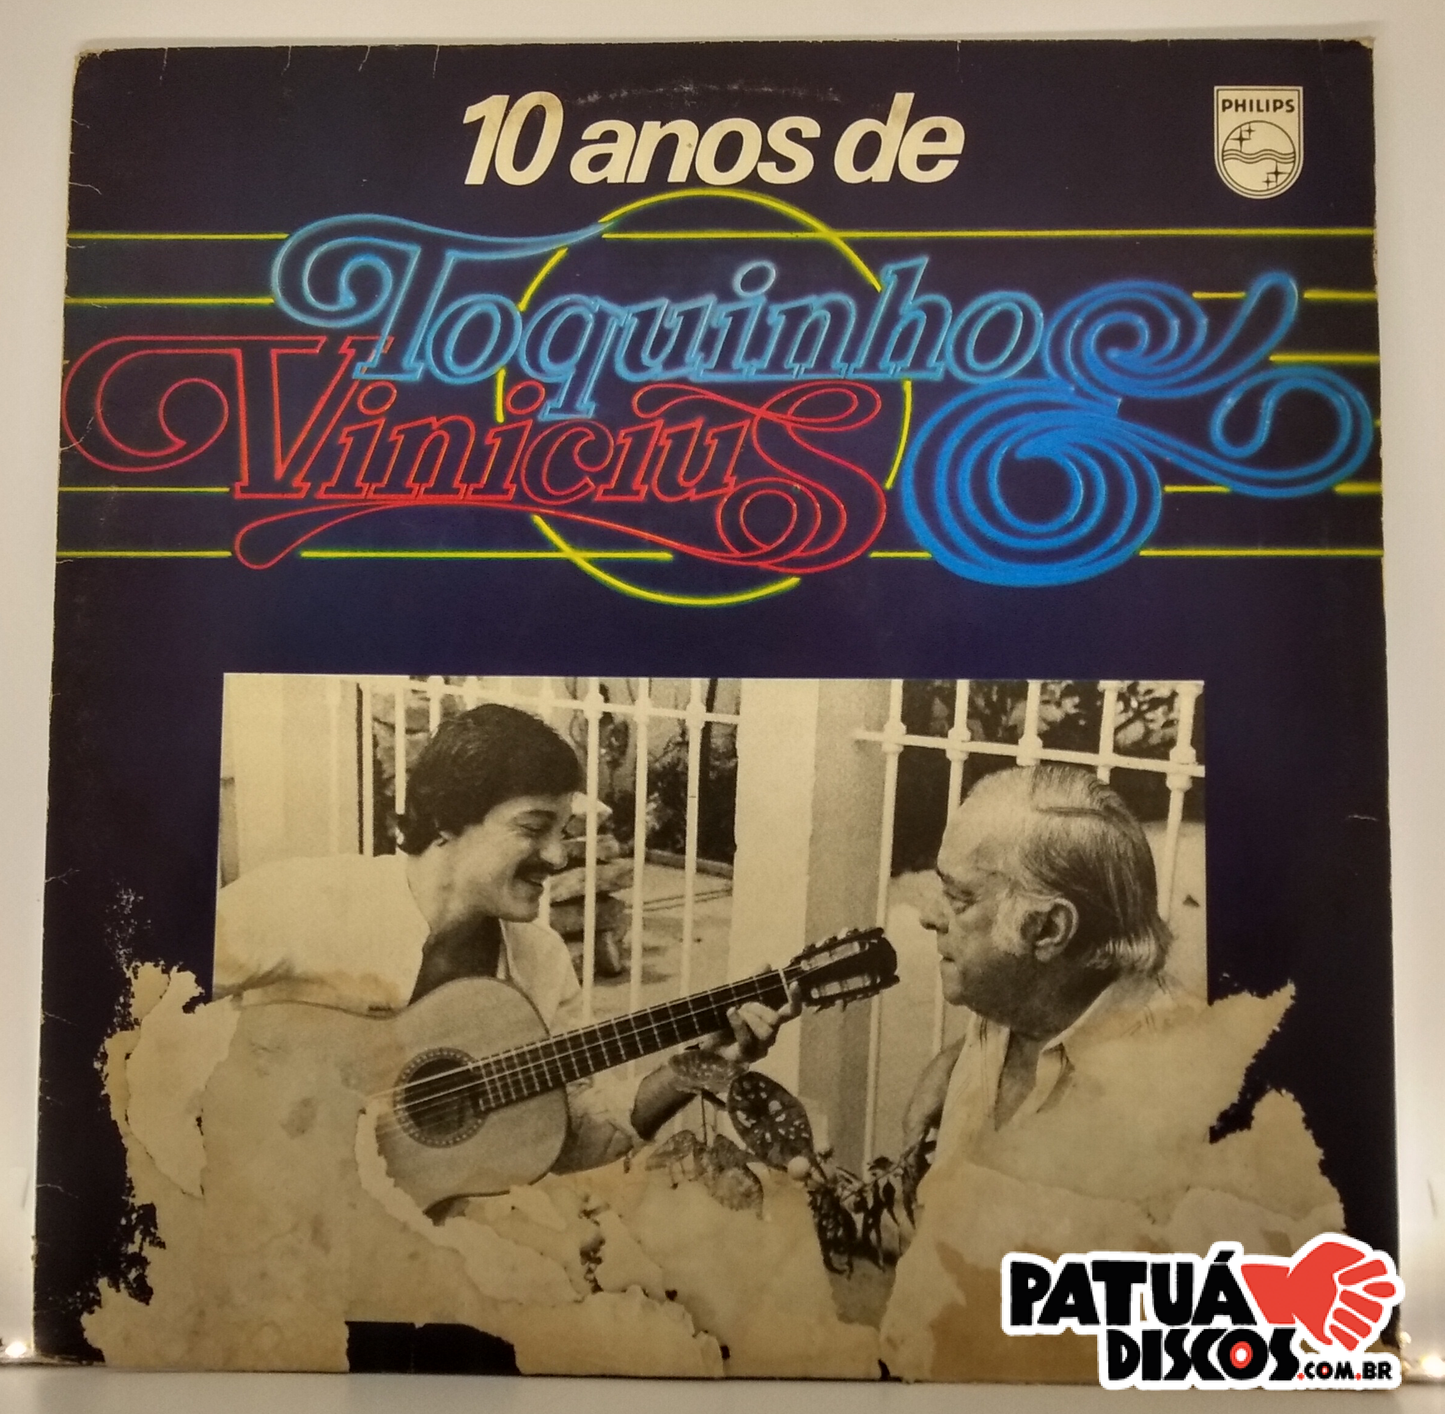 10 anos de
PHILIPS
Toquinho &
Vinicius
PATUÁ
DISCOS.COM.BR